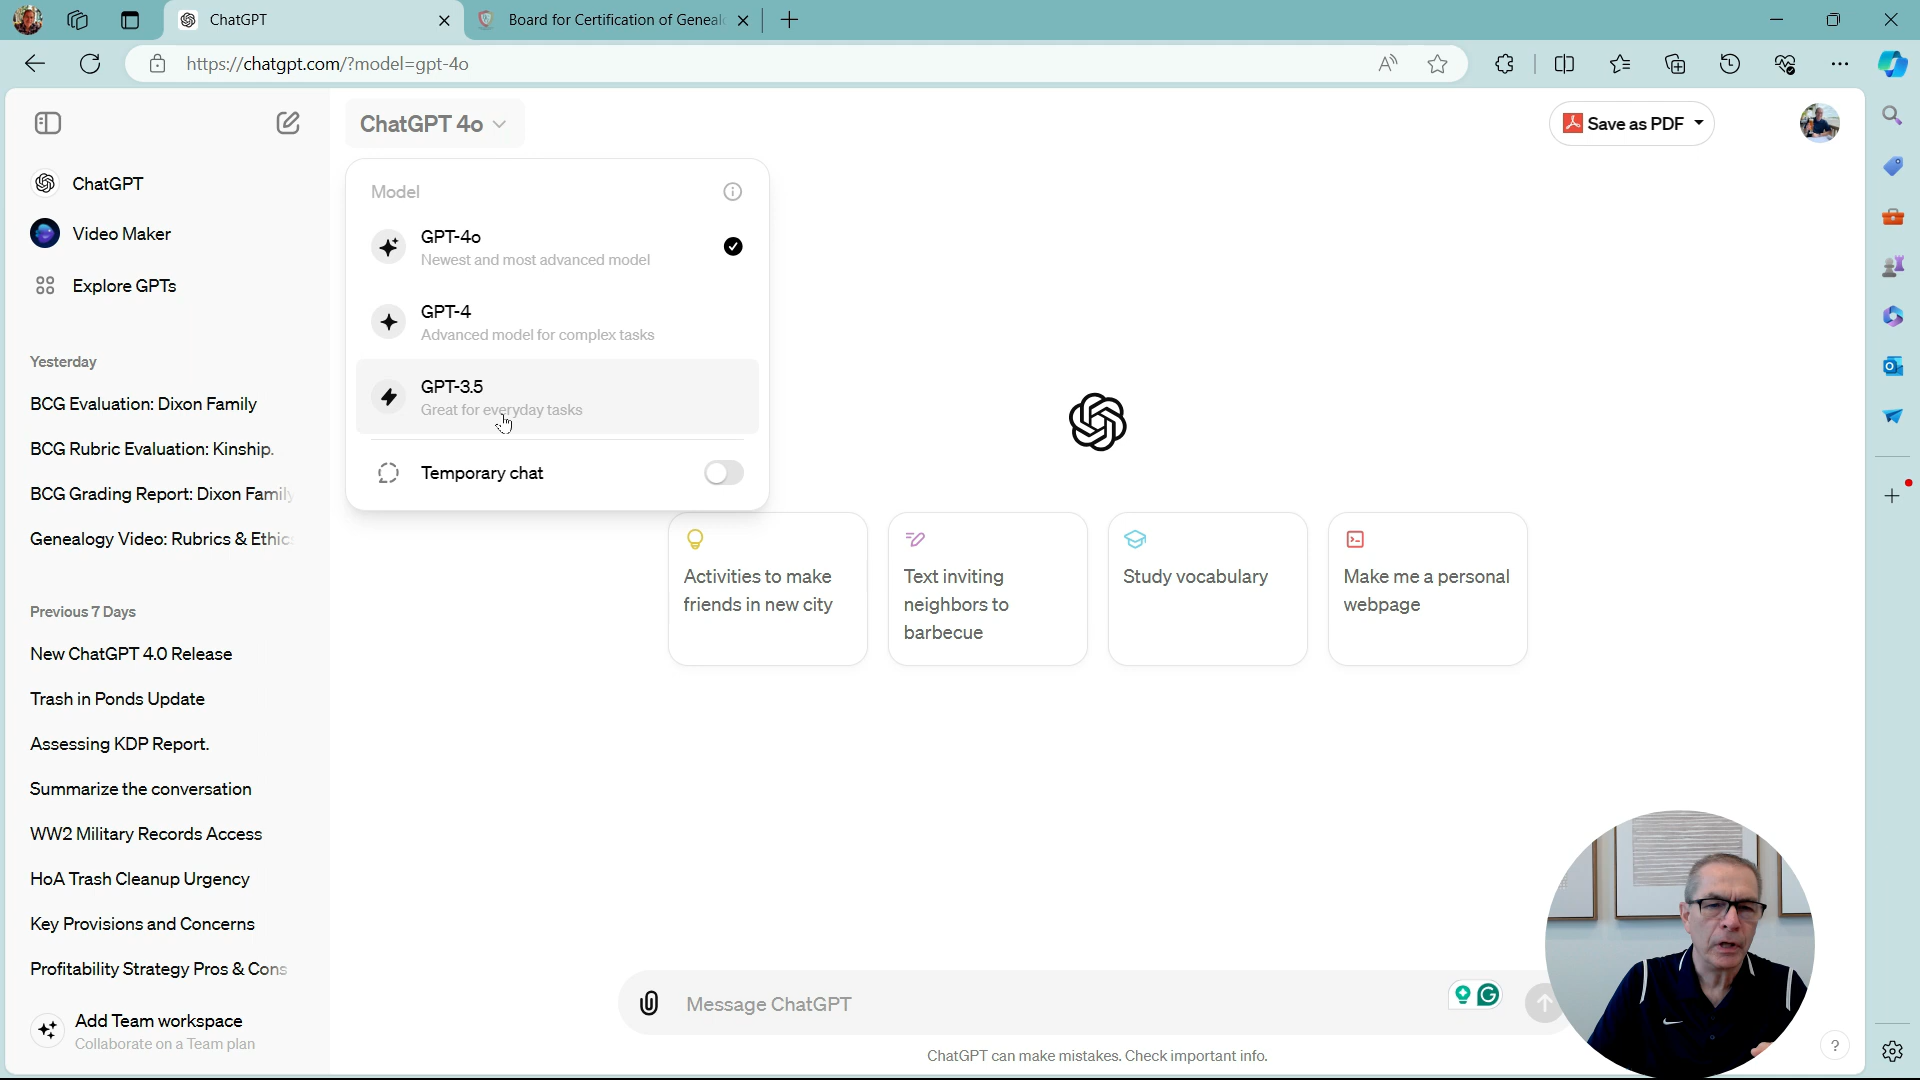 ChatGPT
Board for Certification of Geneal
https://chatgpt.com/?model=gpt-4o
ChatGPT 4o
Save as PDF
ChatGPT
Video Maker
Explore GPTs
Yesterday
BCG Evaluation: Dixon Family
BCG Rubric Evaluation: Kinship.
BCG Grading Report: Dixon Family
Genealogy Video: Rubrics & Ethic
Previous 7 Days
New ChatGPT 4.0 Release
Trash in Ponds Update
Assessing KDP Report.
Summarize the conversation
WW2 Military Records Access
HoA Trash Cleanup Urgency
Key Provisions and Concerns
Profitability Strategy Pros & Cons
Add Team workspace
Collaborate on a Team plan
Model
GPT-4o
Newest and most advanced model
GPT-4
Advanced model for complex tasks
GPT-3.5
Great for everyday tasks
Temporary chat
Activities to make
friends in new city
Text inviting
neighbors to
barbecue
Study vocabulary
Make me a personal
webpage
Message ChatGPT
ChatGPT can make mistakes. Check important info.
?